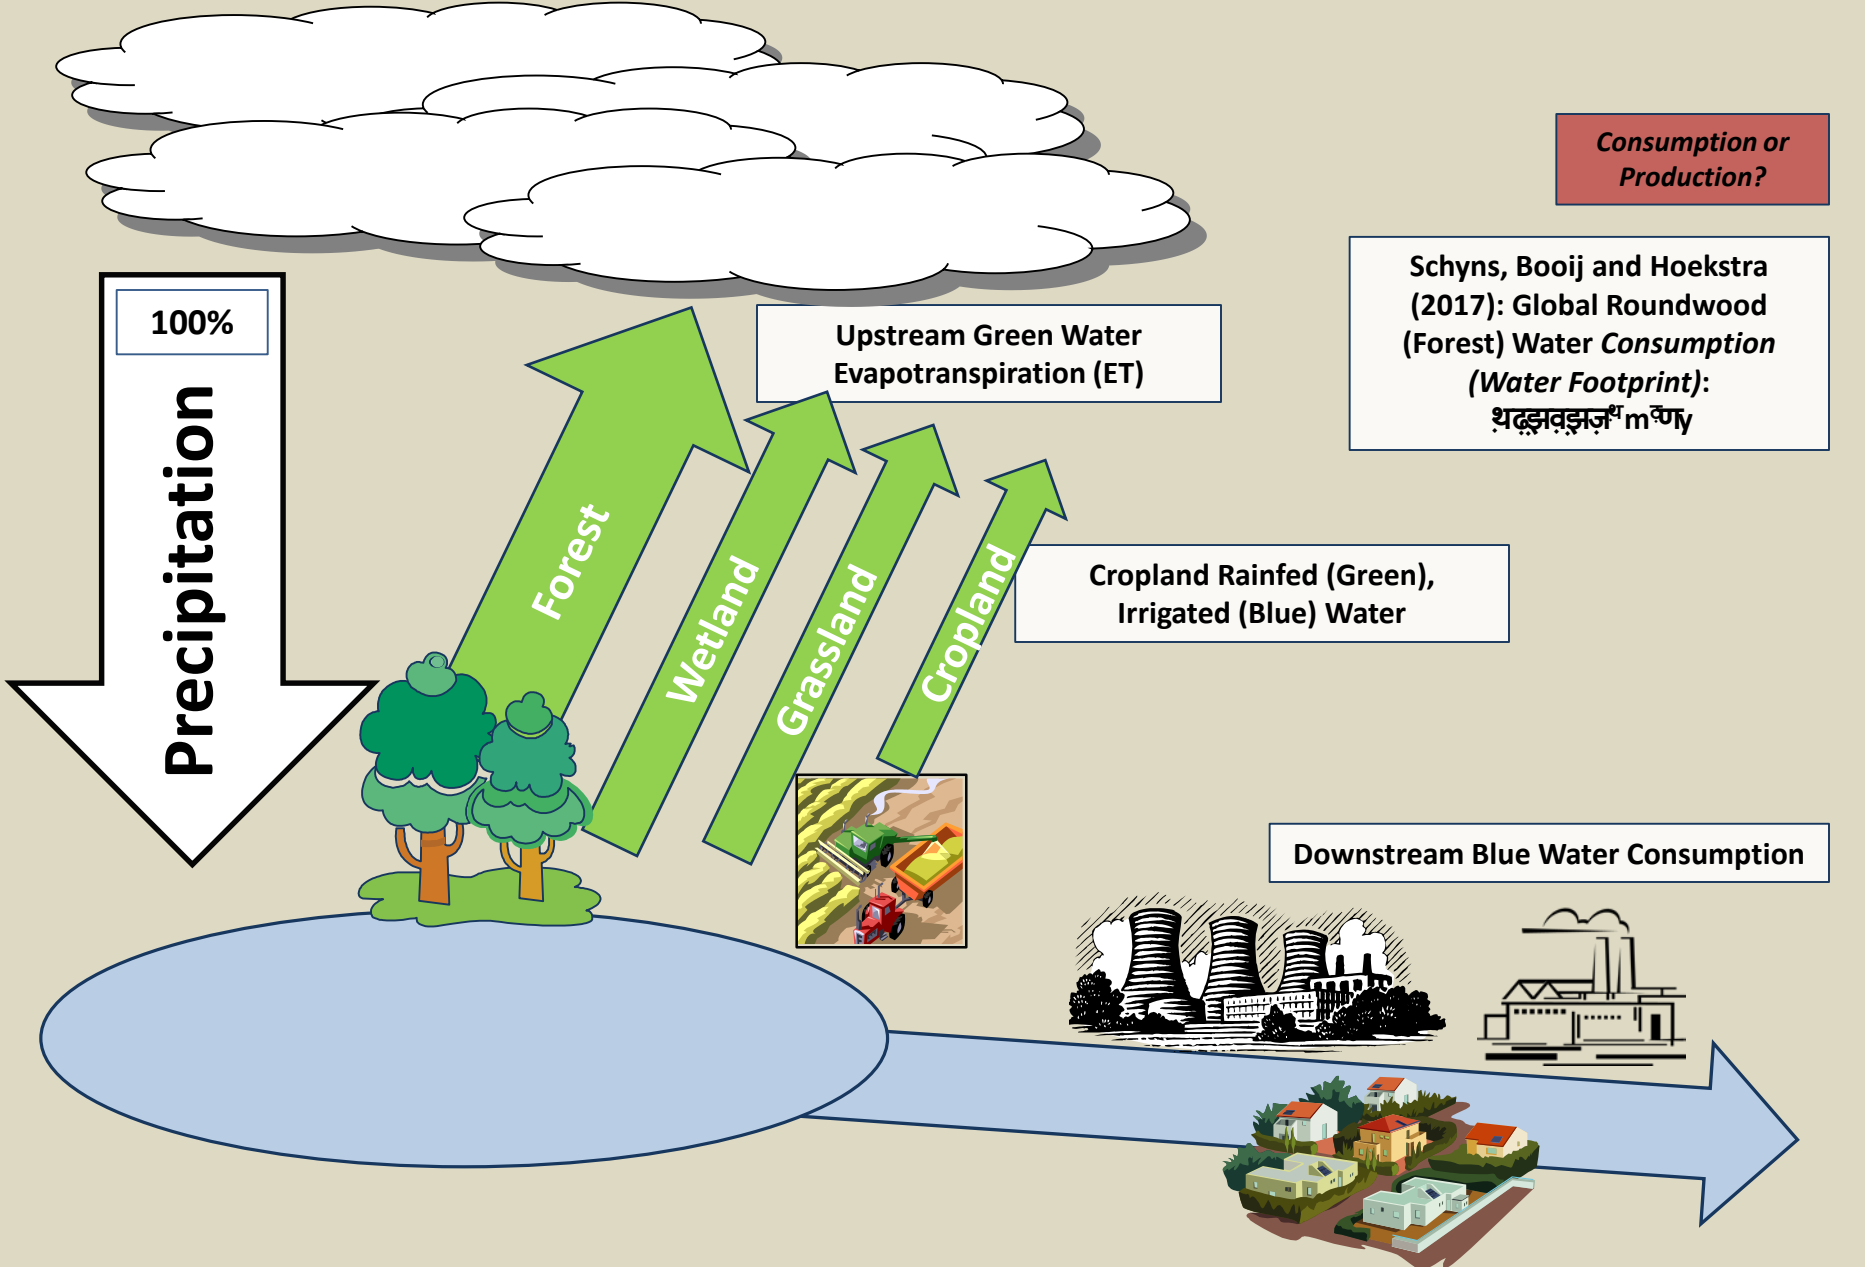 Consumption or
Production?
Schyns, Booij and Hoekstra
(2017): Global Roundwood
(Forest) Water Consumption
(Water Footprint):
100%
Precipitation
Upstream Green Water
Evapotranspiration (ET)
Forest
Wetland
Grassland
Cropland
Cropland Rainfed (Green),
Irrigated (Blue) Water
Downstream Blue Water Consumption